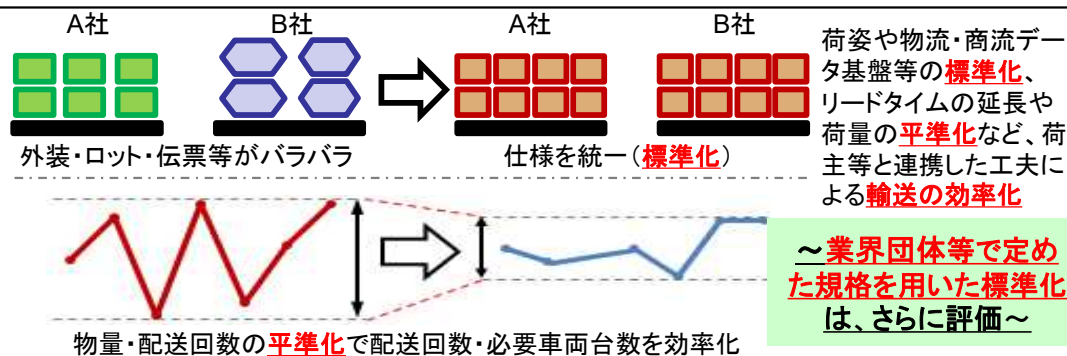 A社
B社
A社
B社
外装・ロット・伝票等がバラバラ
仕様を統一(標準化)
荷姿や物流・商流デー
タ基盤等の標準化、
リードタイムの延長や
荷量の平準化など、荷
主等と連携した工夫に
よる輸送の効率化
～業界団体等で定め
た規格を用いた標準化
は、さらに評価～
物量・配送回数の平準化で配送回数・必要車両台数を効率化